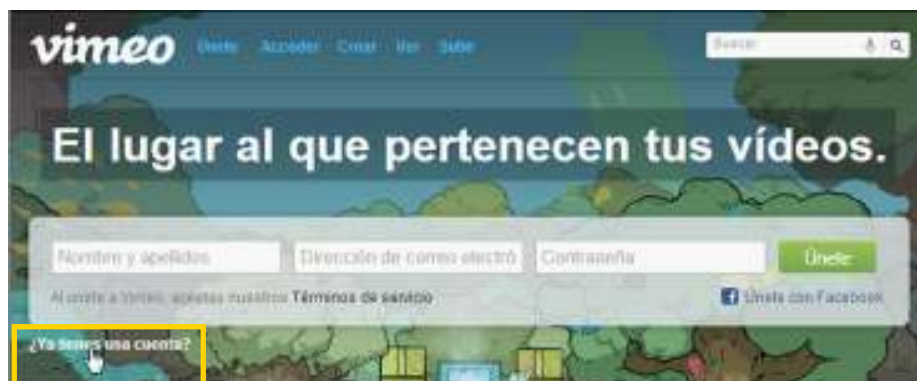 vimeo Únete Acceder Crear Ver Subir Buscar
El lugar al que pertenecen tus vídeos.
Nombre y apellidos Dirección de correo electró Contraseña Únete
Al unirte a Vimeo, aceptas nuestros Términos de servicio Únete con Facebook
¿Ya tienes una cuenta?